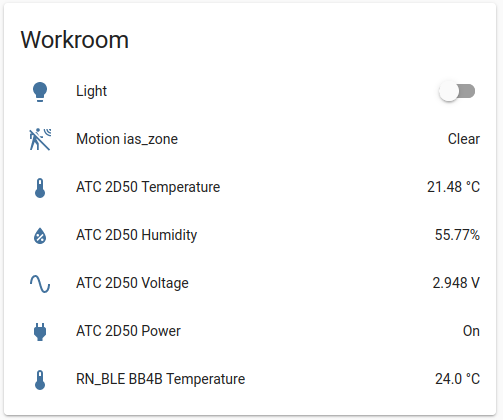 Workroom
Light
Motion ias_zone Clear
ATC 2D50 Temperature 21.48 °C
ATC 2D50 Humidity 55.77%
ATC 2D50 Voltage 2.948 V
ATC 2D50 Power On
RN_BLE BB4B Temperature 24.0 °C